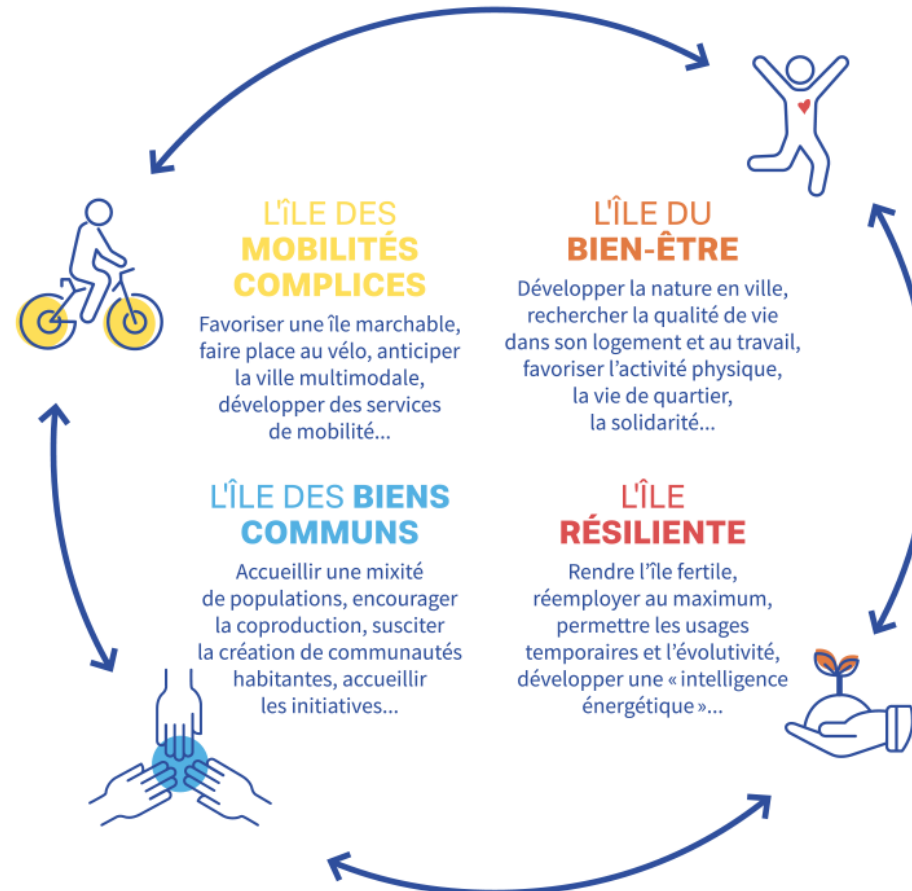 L'ÎLE DES
MOBILITÉS
COMPLICES
Favoriser une île marchable,
faire place au vélo, anticiper
la ville multimodale,
développer des services
de mobilité...
L'ÎLE DU
BIEN-ÊTRE
Développer la nature en ville,
rechercher la qualité de vie
dans son logement et au travail,
favoriser l’activité physique,
la vie de quartier,
la solidarité...
L'ÎLE DES BIENS
COMMUNS
Accueillir une mixité
de populations, encourager
la coproduction, susciter
la création de communautés
habitantes, accueillir
les initiatives...
L'ÎLE
RÉSILIENTE
Rendre l’île fertile,
réemployer au maximum,
permettre les usages
temporaires et l’évolutivité,
développer une « intelligence
énergétique »...